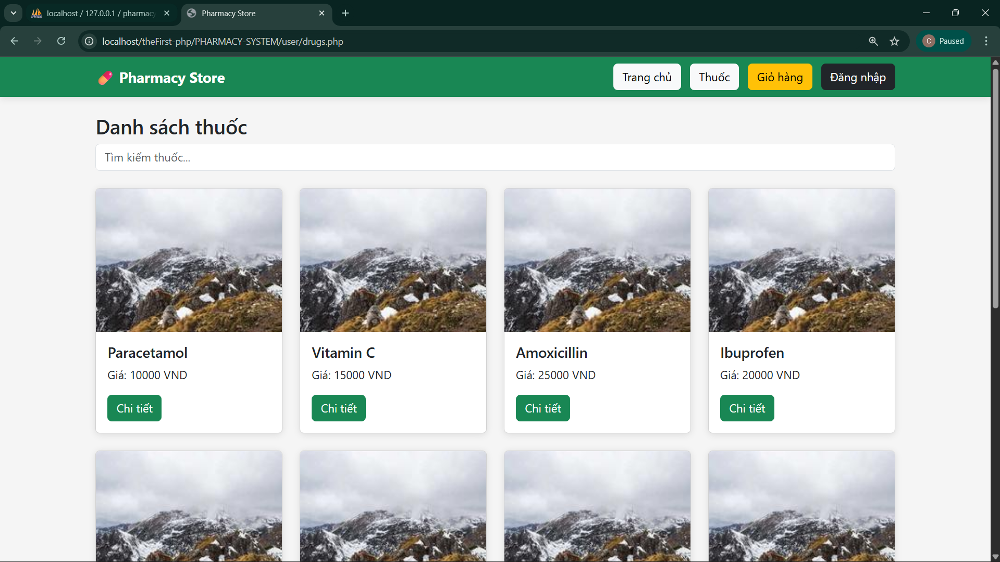 localhost / 127.0.0.1 / pharmacy
Pharmacy Store
localhost/theFirst-php/PHARMACY-SYSTEM/user/drugs.php
C Paused
Pharmacy Store
Trang chủ
Thuốc
Giỏ hàng
Đăng nhập
Danh sách thuốc
Tìm kiếm thuốc...
Paracetamol
Giá: 10000 VND
Chi tiết
Vitamin C
Giá: 15000 VND
Chi tiết
Amoxicillin
Giá: 25000 VND
Chi tiết
Ibuprofen
Giá: 20000 VND
Chi tiết